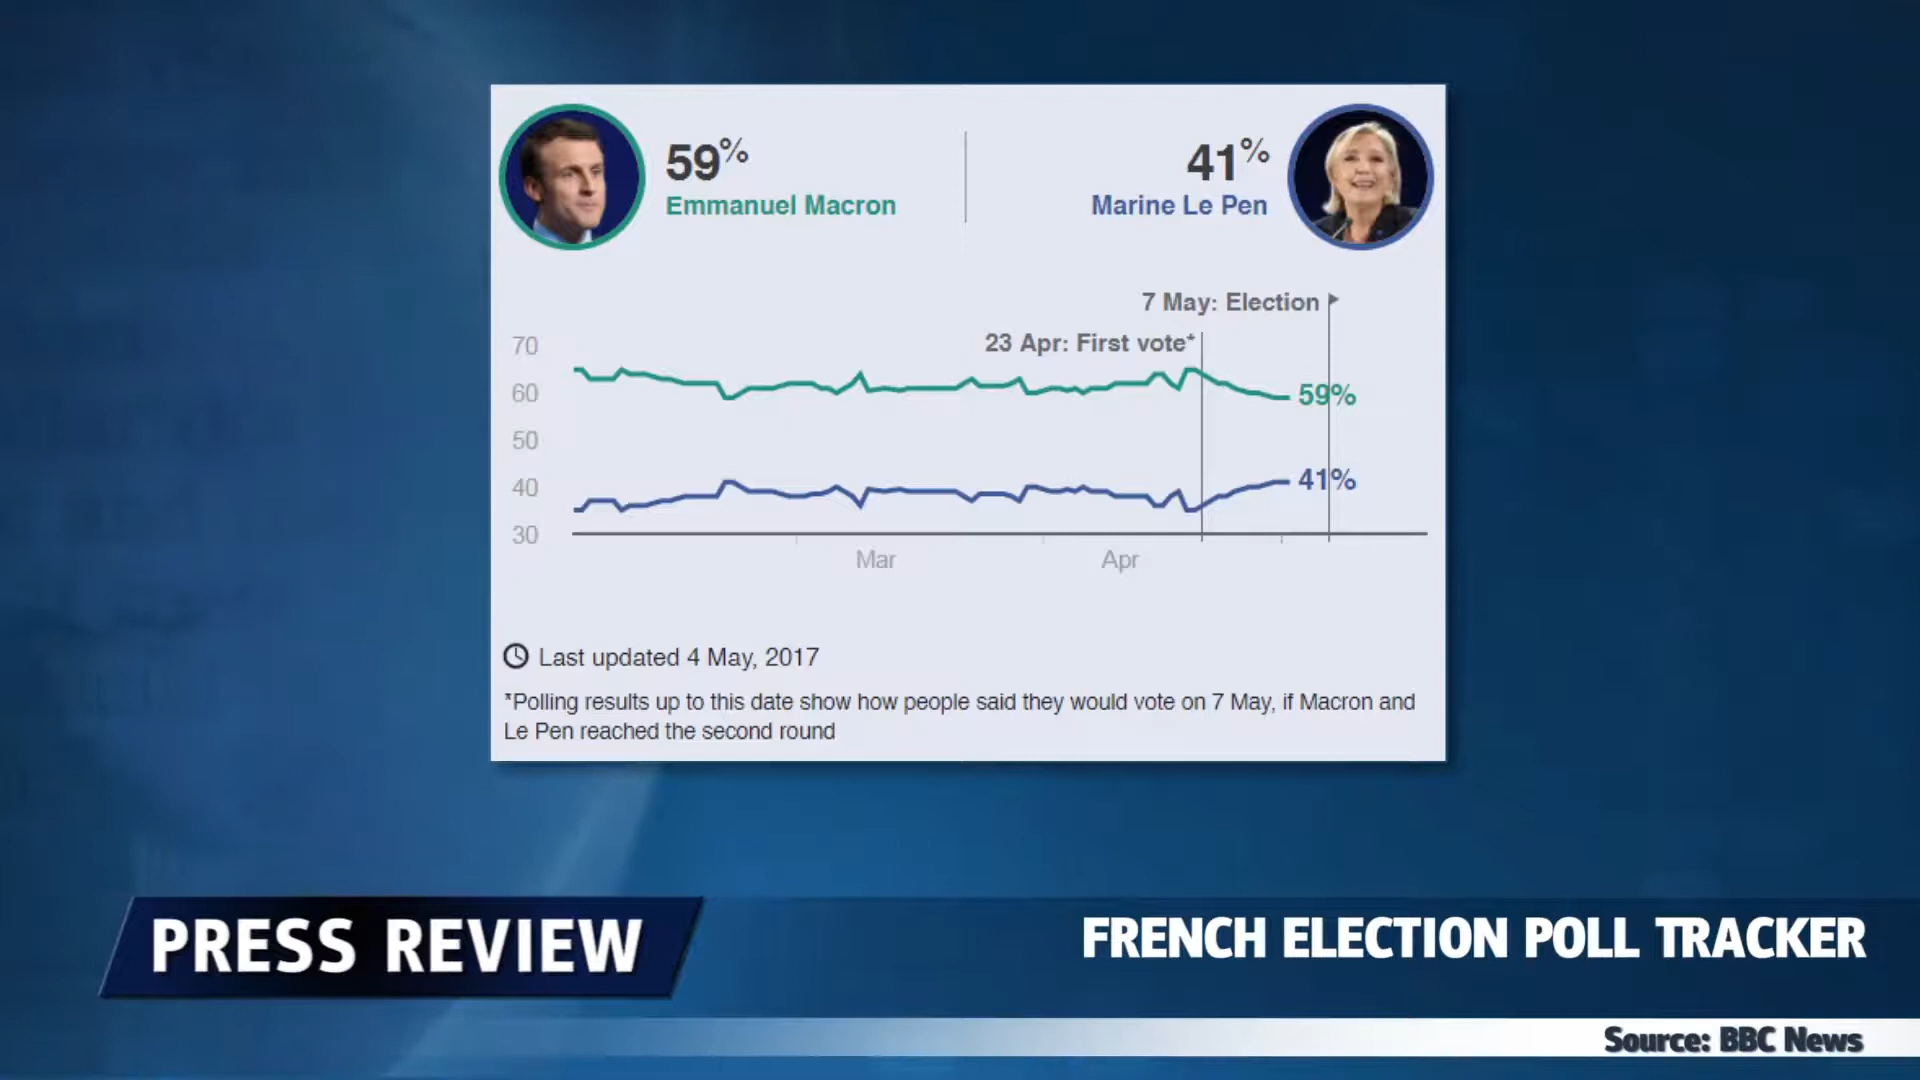 59%
Emmanuel Macron
41%
Marine Le Pen
7 May: Election
23 Apr: First vote*
70
60
50
40
30
59%
41%
Mar
Apr
Last updated 4 May, 2017
*Polling results up to this date show how people said they would vote on 7 May, if Macron and
Le Pen reached the second round
PRESS REVIEW
FRENCH ELECTION POLL TRACKER
Source: BBC News